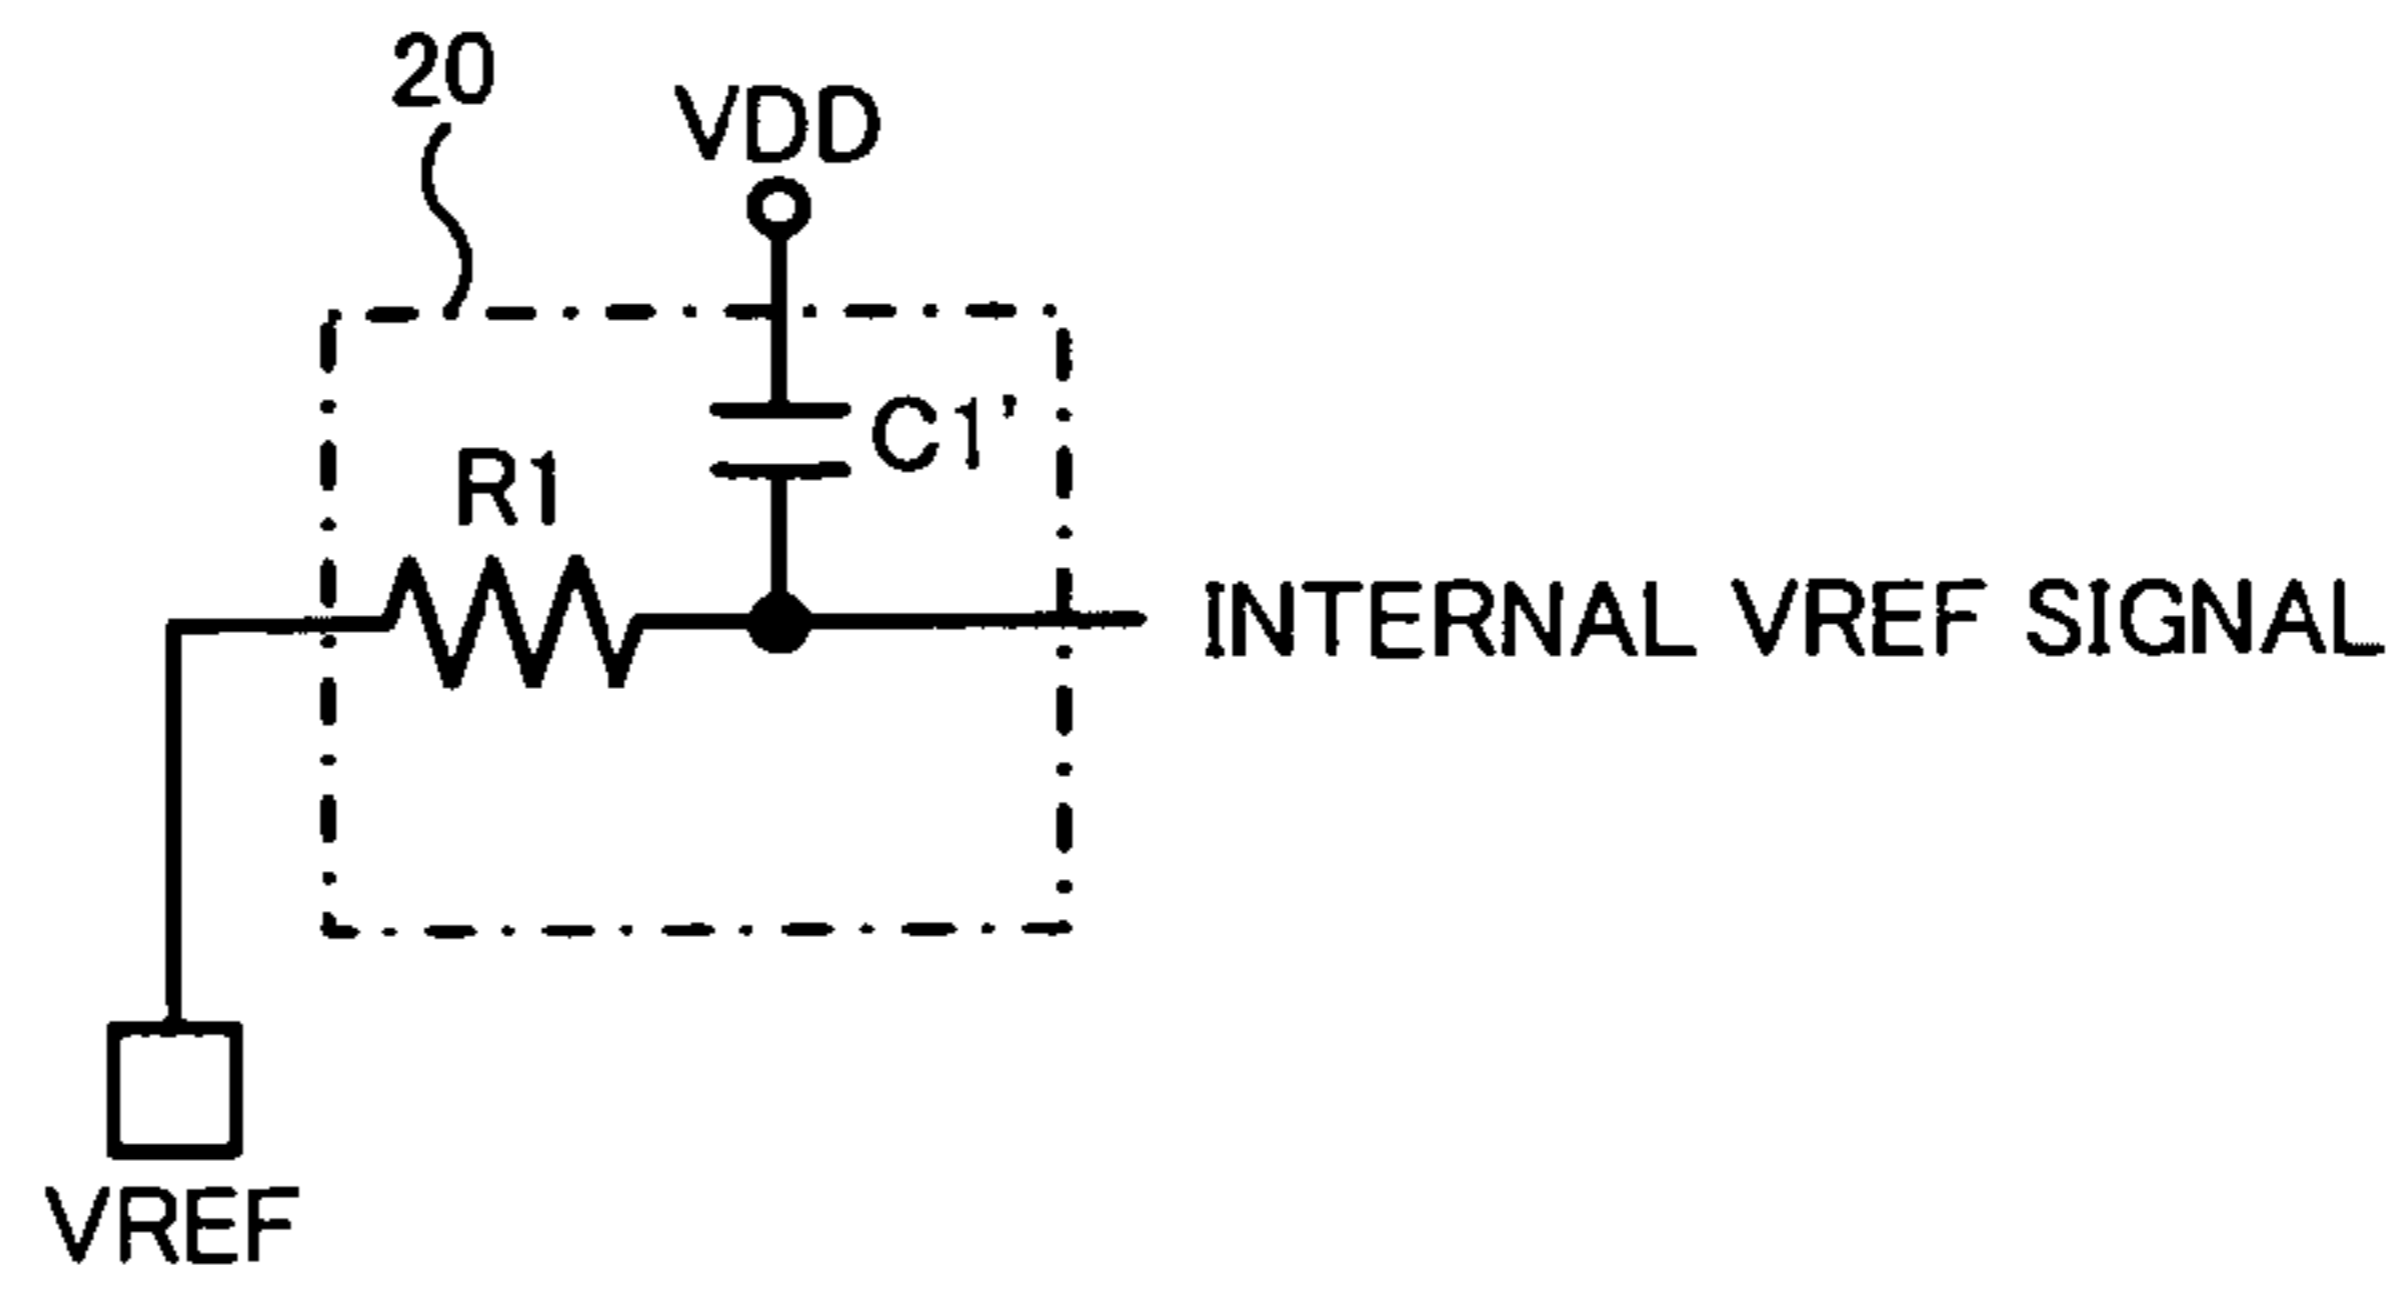 20
VDD
C1'
R1
INTERNAL VREF SIGNAL
VREF